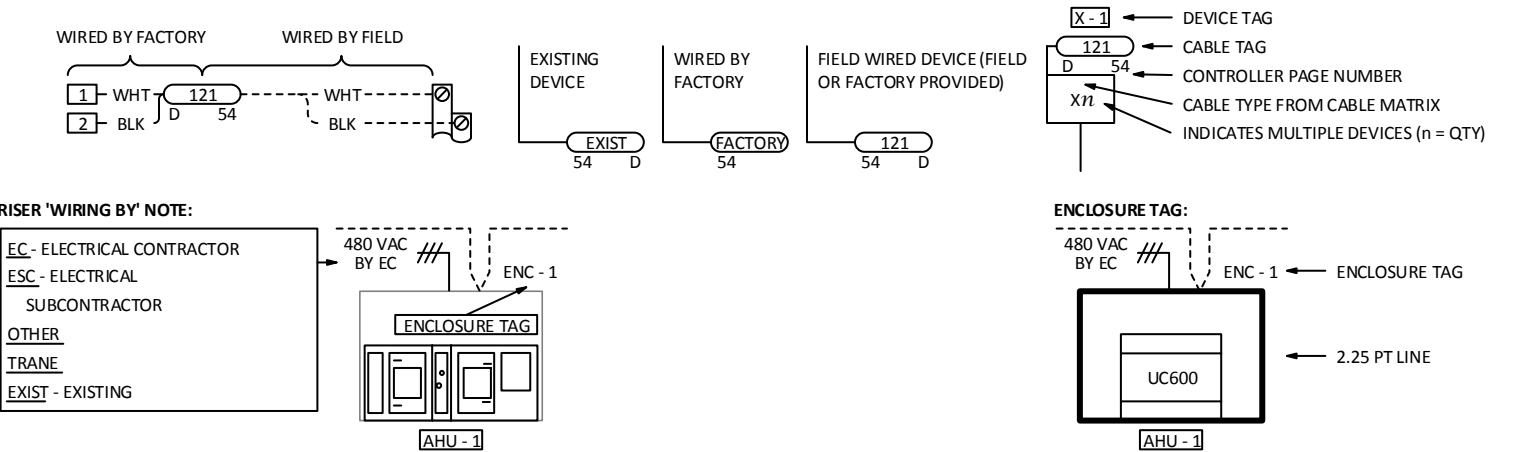 WIRED BY FACTORY
WIRED BY FIELD
1 WHT 121 WHT
2 BLK D 54 BLK
EXISTING
DEVICE
EXIST
54 D
WIRED BY
FACTORY
FACTORY
54
FIELD WIRED DEVICE (FIELD
OR FACTORY PROVIDED)
121
54 D
X - 1 DEVICE TAG
121 CABLE TAG
D 54 CONTROLLER PAGE NUMBER
Xn CABLE TYPE FROM CABLE MATRIX
INDICATES MULTIPLE DEVICES (n = QTY)
RISER 'WIRING BY' NOTE:
EC - ELECTRICAL CONTRACTOR
ESC - ELECTRICAL
SUBCONTRACTOR
OTHER
TRANE
EXIST - EXISTING
480 VAC
BY EC
ENC - 1
ENCLOSURE TAG
AHU - 1
ENCLOSURE TAG:
480 VAC
BY EC
ENC - 1 ENCLOSURE TAG
2.25 PT LINE
UC600
AHU - 1